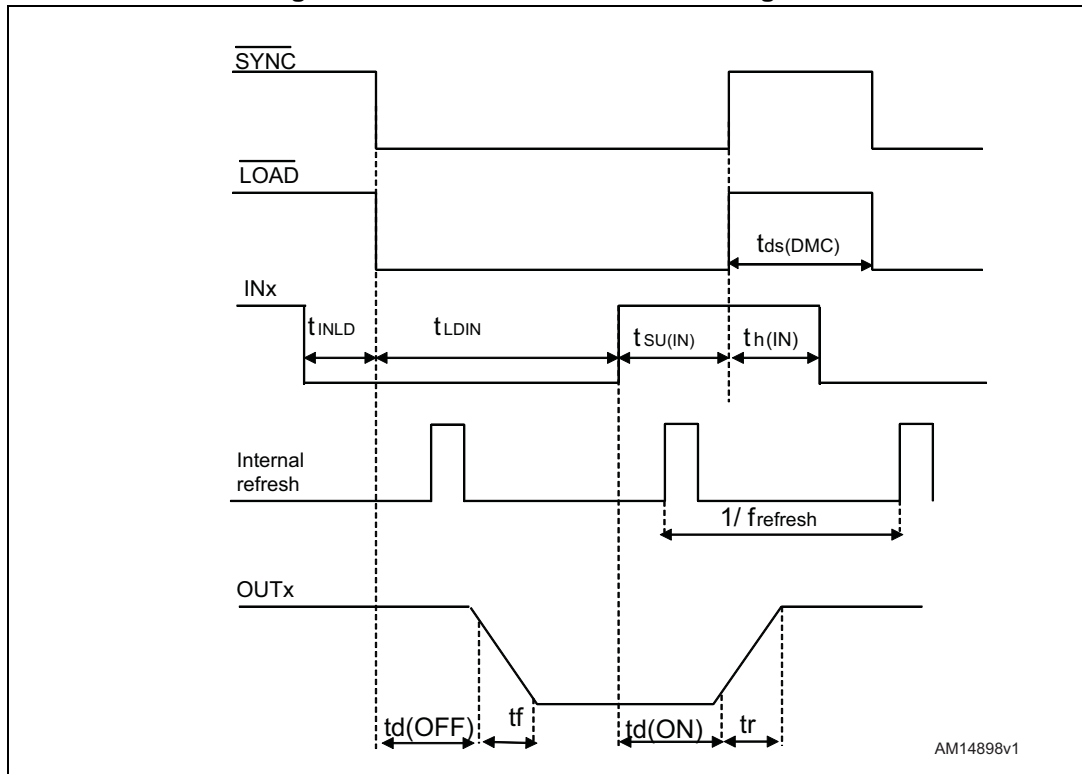 SYNC
LOAD
tds(DMC)
INx
tINLD
tLDIN
tSU(IN)
th(IN)
Internal
refresh
1/ frefresh
OUTx
td(OFF)
tf
td(ON)
tr
AM14898v1